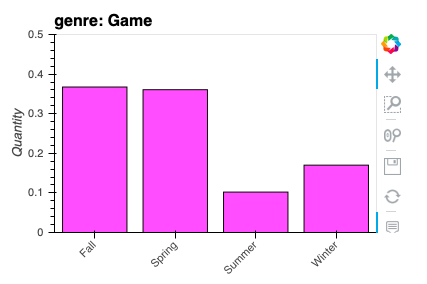 genre: Game
Quantity
0.5
0.4
0.3
0.2
0.1
0
Fall
Spring
Summer
Winter